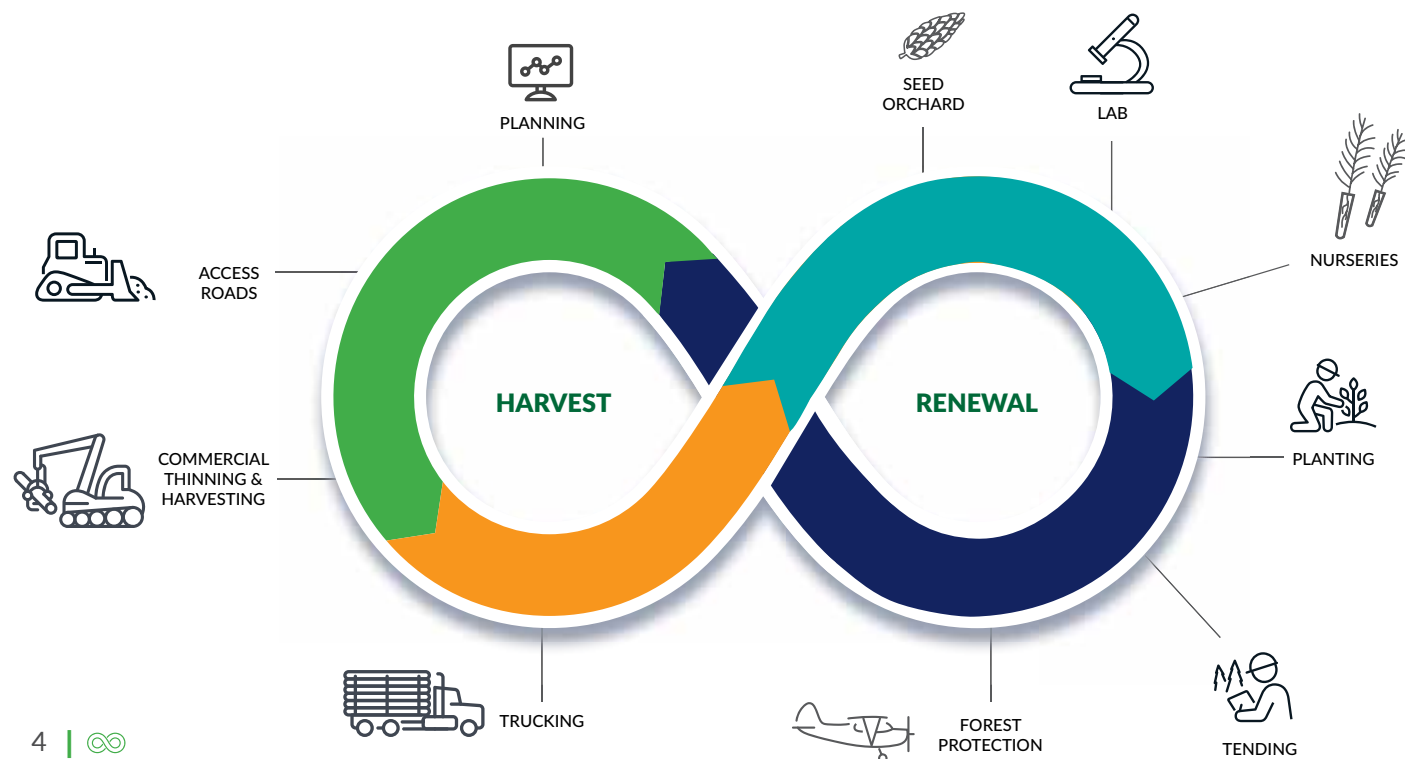 PLANNING
SEED
ORCHARD
LAB
NURSERIES
ACCESS
ROADS
HARVEST
RENEWAL
COMMERCIAL
THINNING &
HARVESTING
PLANTING
TRUCKING
FOREST
PROTECTION
TENDING
4 |